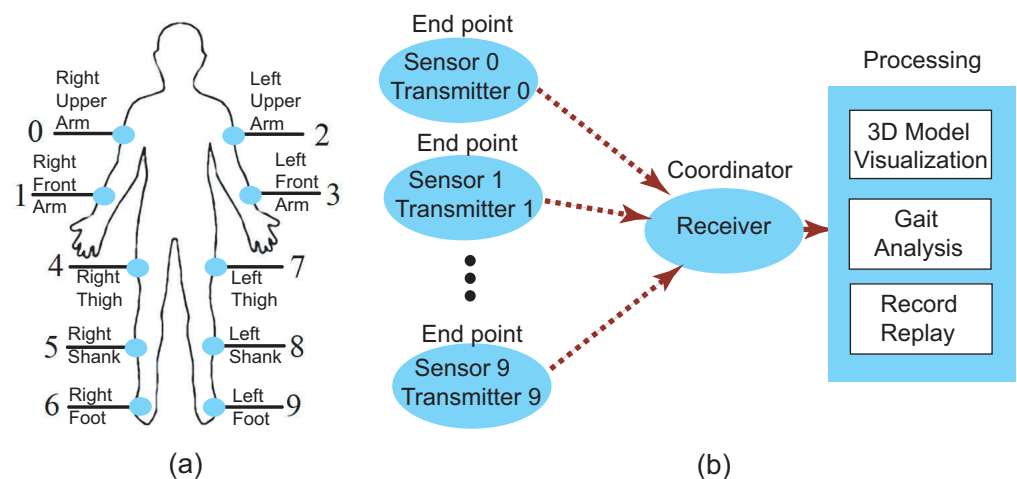 Right
Upper
Arm
0
Left
Upper
Arm
2
Right
Front
Arm
1
Left
Front
Arm
3
4
Right
Thigh
7
Left
Thigh
5
Right
Shank
8
Left
Shank
6
Right
Foot
9
Left
Foot
(a)
End point
Sensor 0
Transmitter 0
End point
Sensor 1
Transmitter 1
End point
Sensor 9
Transmitter 9
Coordinator
Receiver
Processing
3D Model
Visualization
Gait
Analysis
Record
Replay
(b)